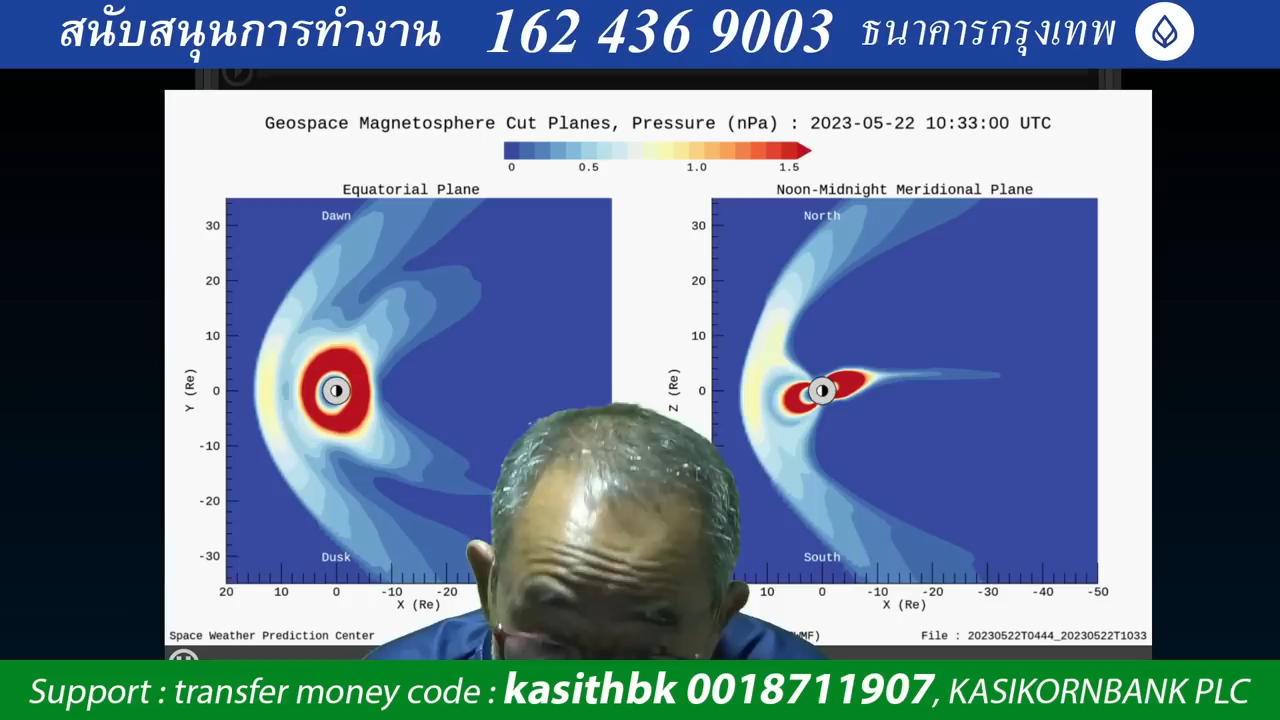 สนับสนุนการทำงาน 162 436 9003 ธนาคารกรุงเทพ
Geospace Magnetosphere Cut Planes, Pressure (nPa) : 2023-05-22 10:33:00 UTC
0 0.5 1.0 1.5
Equatorial Plane
Dawn
30
20
10
0
-10
-20
-30
Y (Re)
Dusk
20 10 0 -10 -20
X (Re)
Noon-Midnight Meridional Plane
North
30
20
10
0
Z (Re)
South
10 0 -10 -20 -30 -40 -50
X (Re)
Space Weather Prediction Center
File : 20230522T0444_20230522T1033
Support : transfer money code : kasithbk 0018711907, KASIKORNBANK PLC